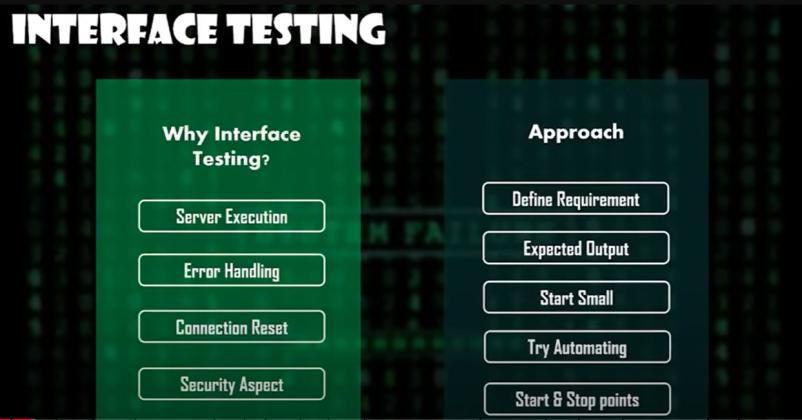 INTERFACE TESTING
Why Interface
Testing?
Server Execution
Error Handling
Connection Reset
Security Aspect
Approach
Define Requirement
Expected Output
Start Small
Try Automating
Start & Stop points